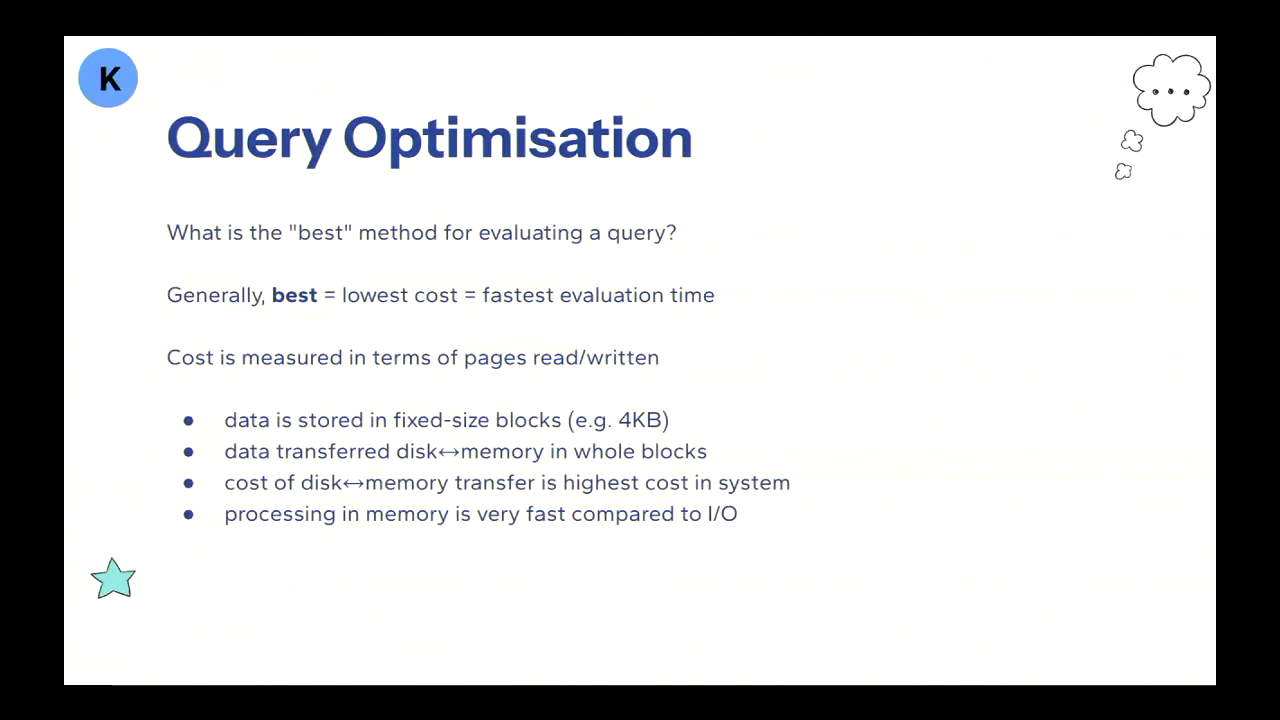 K
Query Optimisation
What is the "best" method for evaluating a query?
Generally, best = lowest cost = fastest evaluation time
Cost is measured in terms of pages read/written
● data is stored in fixed-size blocks (e.g. 4KB)
● data transferred disk↔memory in whole blocks
● cost of disk↔memory transfer is highest cost in system
● processing in memory is very fast compared to I/O